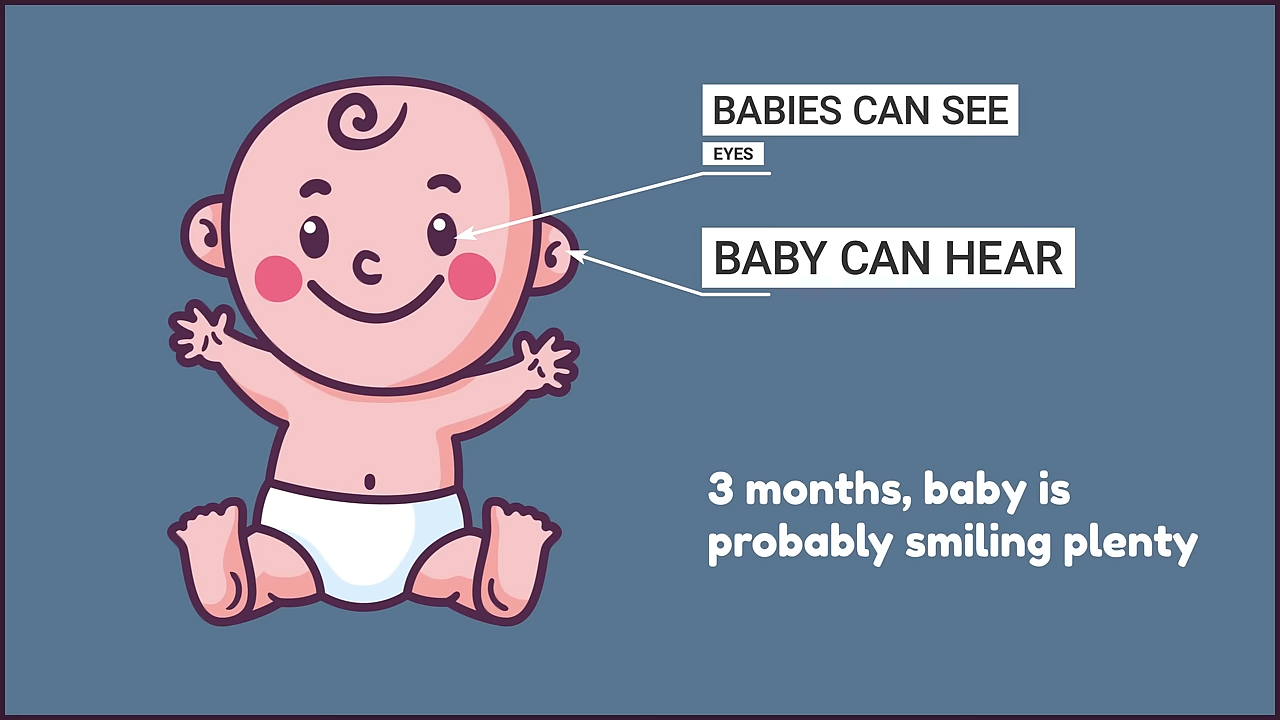 BABIES CAN SEE
EYES
BABY CAN HEAR
3 months, baby is
probably smiling plenty